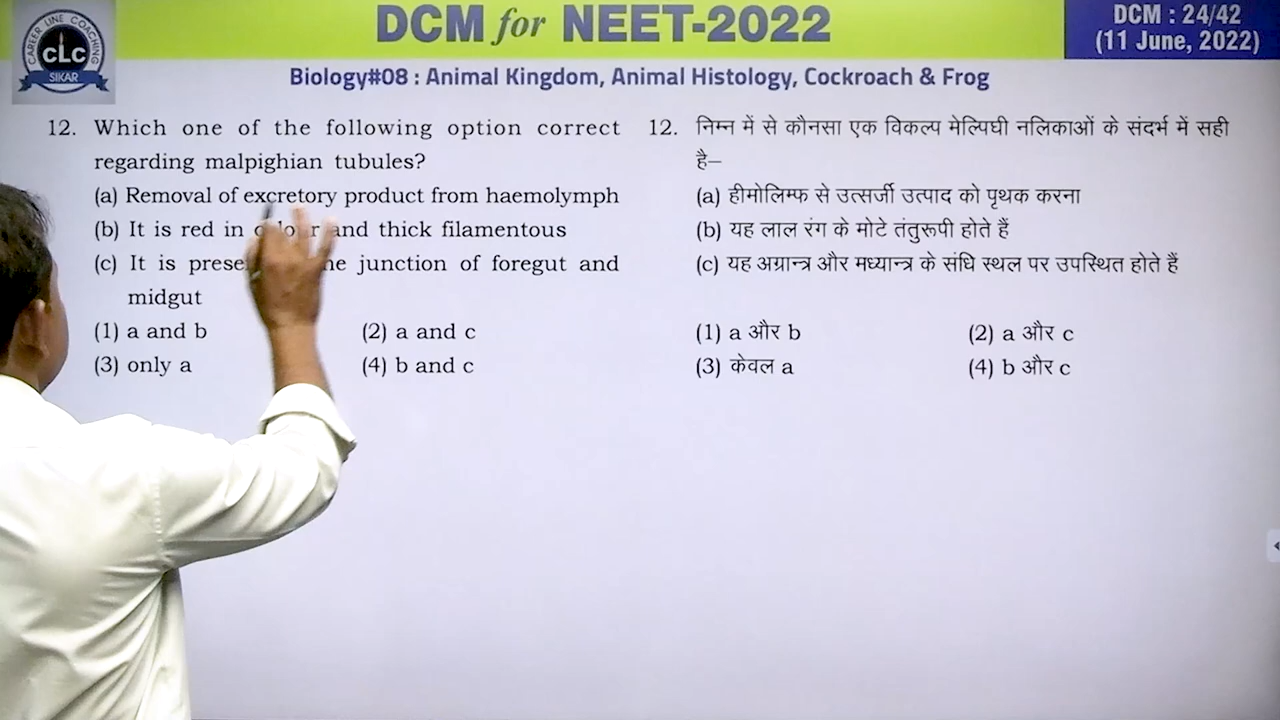 DCM for NEET-2022
DCM : 24/42
(11 June, 2022)
CAREER LINE COACHING
CLC
SIKAR
Biology#08 : Animal Kingdom, Animal Histology, Cockroach & Frog
12. Which one of the following option correct
regarding malpighian tubules?
(a) Removal of excretory product from haemolymph
(b) It is red in and thick filamentous
(c) It is junction of foregut and
midgut
(1) a and b (2) a and c
(3) only a (4) b and c
12. निम्न में से कौनसा एक विकल्प मेल्पिघी नलिकाओं के संदर्भ में सही
है–
(a) हीमोलिम्फ से उत्सर्जी उत्पाद को पृथक करना
(b) यह लाल रंग के मोटे तंतुरूपी होते हैं
(c) यह अग्रान्त्र और मध्यान्त्र के संधि स्थल पर उपस्थित होते हैं
(1) a और b (2) a और c
(3) केवल a (4) b और c